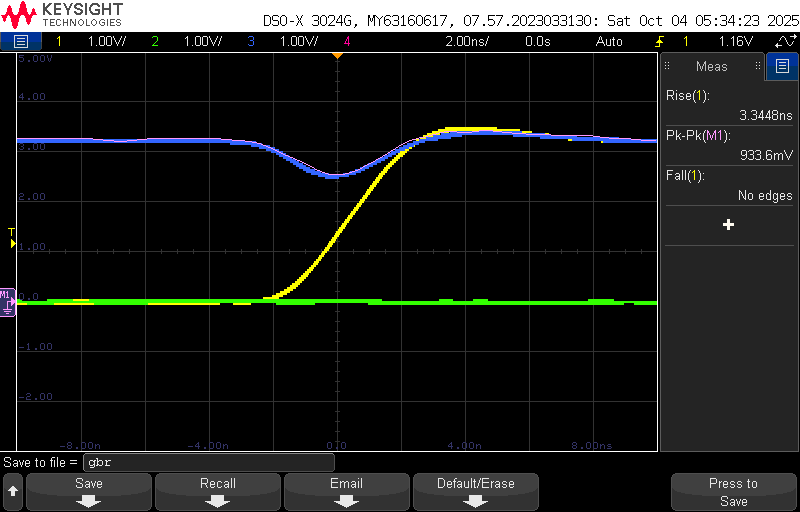 KEYSIGHT
TECHNOLOGIES
DSO-X 3024G, MY63160617, 07.57.2023033130: Sat Oct 04 05:34:23 2025
1 1.00V/ 2 1.00V/ 3 1.00V/ 4 2.00ns/ 0.0s Auto 1 1.16V
5.00V
4.00
3.00
2.00
T
1.00
M1
0.0
-1.00
-2.00
-8.00n -4.00n 0.0 4.00n 8.00n
Meas
Rise(1):
3.3448ns
Pk-Pk(M1):
933.6mV
Fall(1):
No edges
+
Save to file = gbr
Save Recall Email Default/Erase Press to
Save